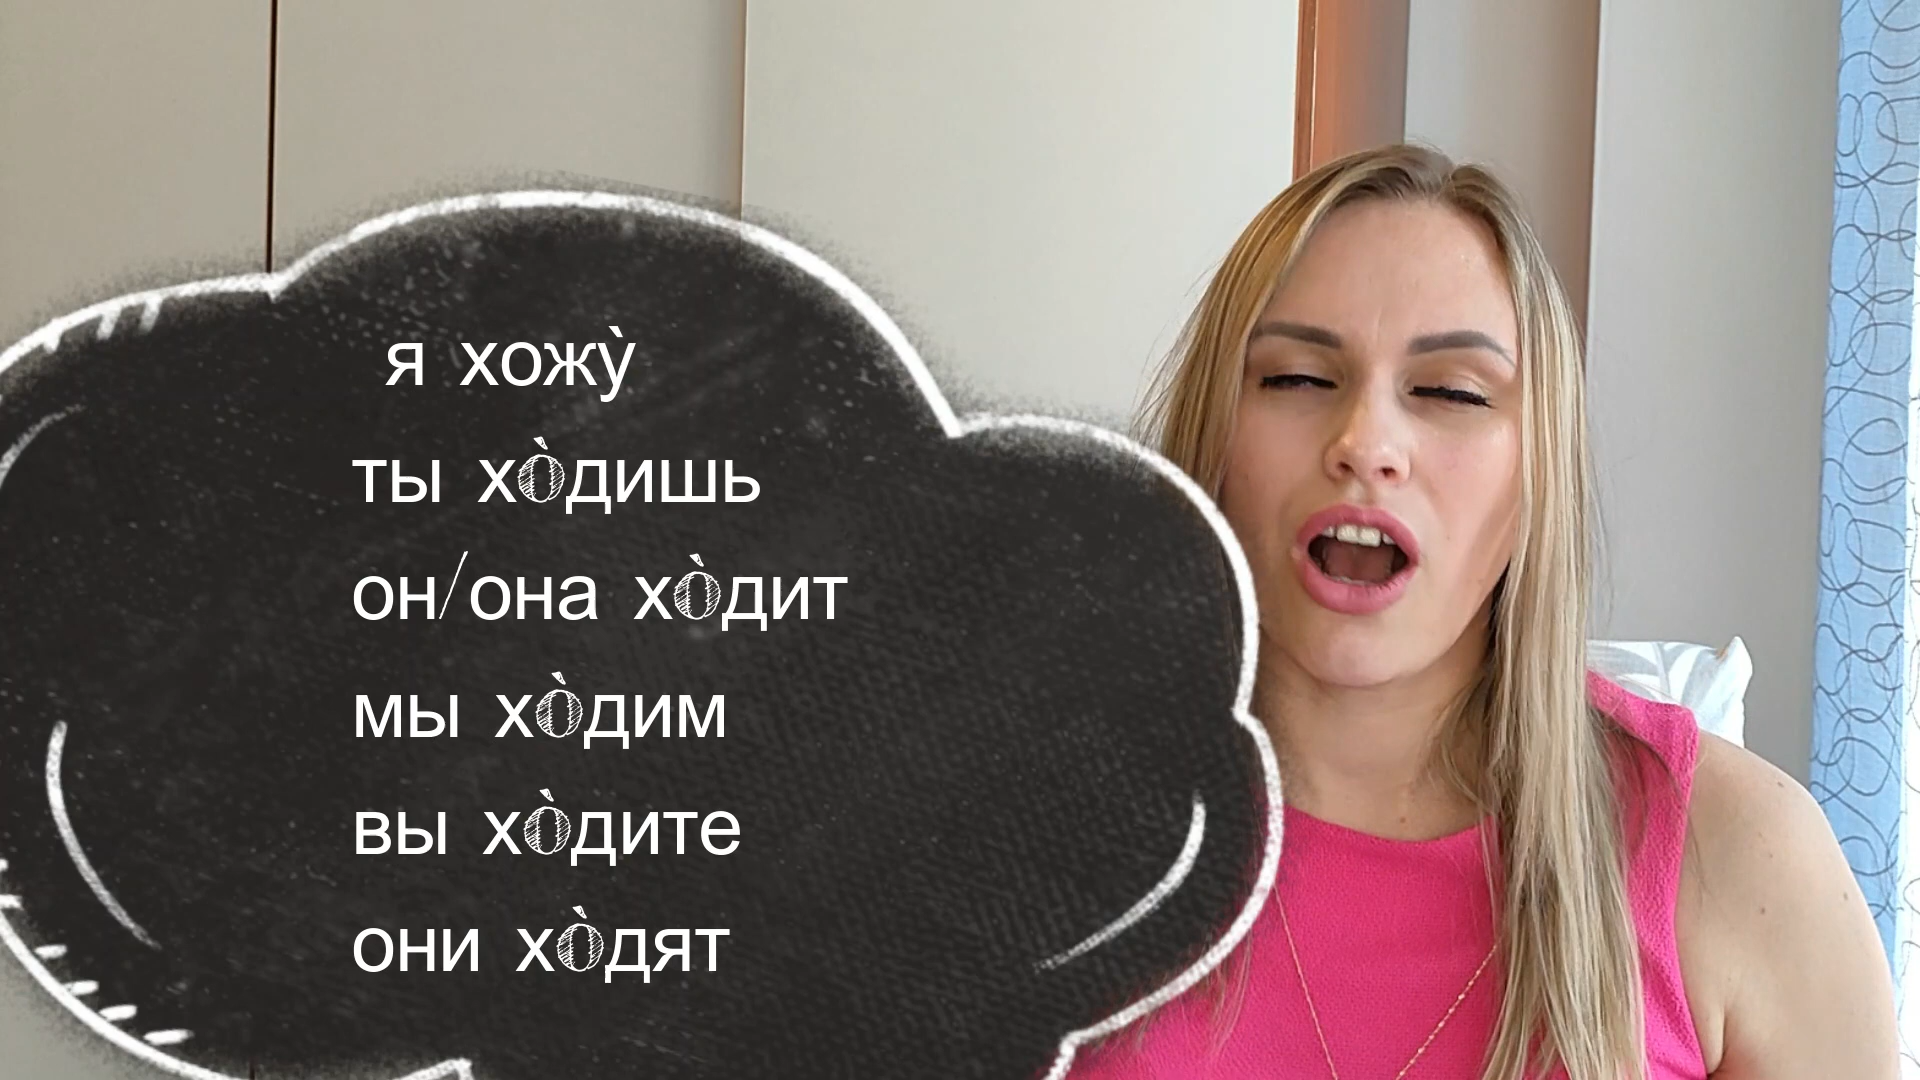 я хожу̀
ты хо̀дишь
он/она хо̀дит
мы хо̀дим
вы хо̀дите
они хо̀дят